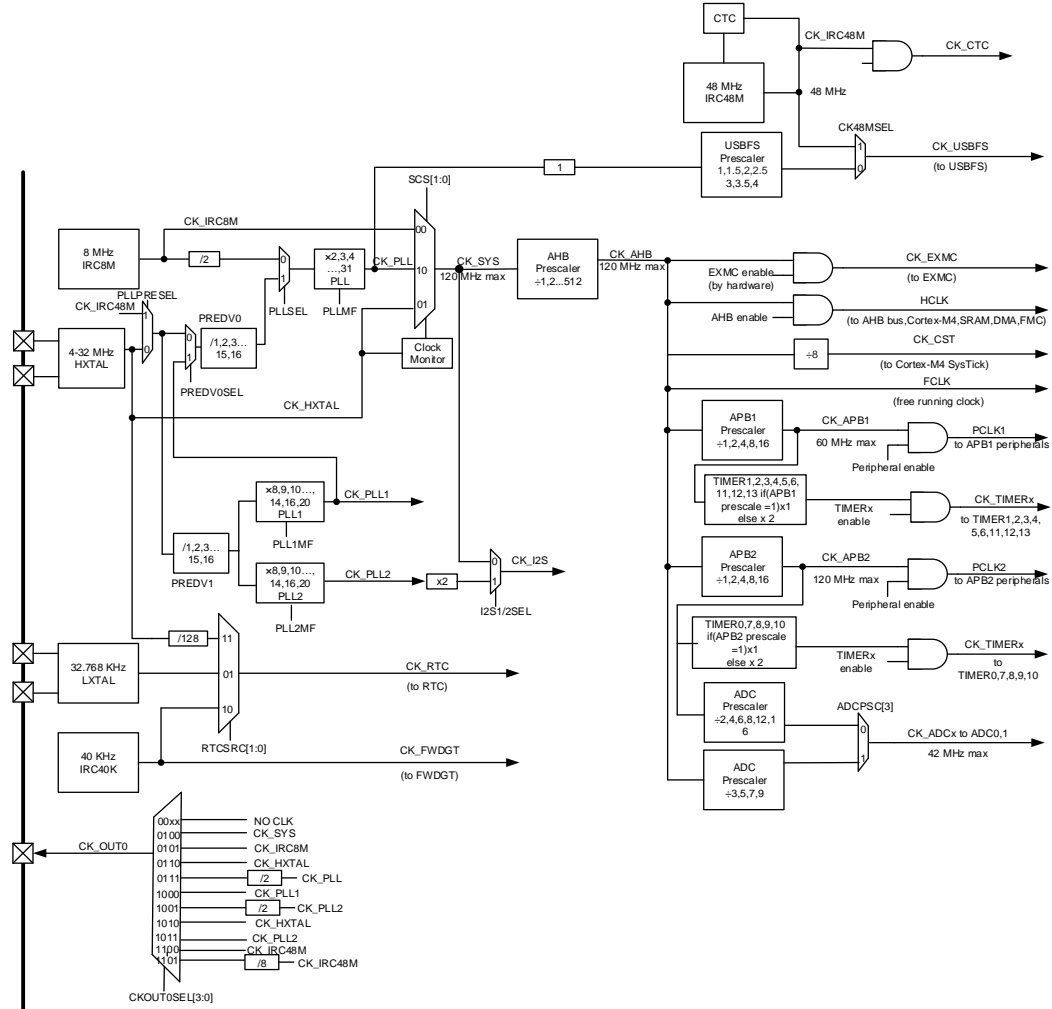 CTC
CK_IRC48M
CK_CTC
48 MHz
IRC48M
48 MHz
CK48MSEL
USBFS
Prescaler
1,1.5,2,2.5
3,3.5,4
1
0
CK_USBFS
(to USBFS)
1
SCS[1:0]
CK_IRC8M
8 MHz
IRC8M
/2
0
1
PLLSEL
×2,3,4
…,31
PLL
PLLMF
CK_PLL
00
10
01
CK_SYS
120 MHz max
AHB
Prescaler
÷1,2...512
CK_AHB
120 MHz max
EXMC enable
(by hardware)
CK_EXMC
(to EXMC)
AHB enable
HCLK
(to AHB bus,Cortex-M4,SRAM,DMA,FMC)
÷8
CK_CST
(to Cortex-M4 SysTick)
FCLK
(free running clock)
PLLPRESEL
CK_IRC48M
1
0
4-32 MHz
HXTAL
0
1
PREDV0
/1,2,3…
15,16
PREDV0SEL
Clock
Monitor
CK_HXTAL
APB1
Prescaler
÷1,2,4,8,16
CK_APB1
60 MHz max
Peripheral enable
PCLK1
to APB1 peripherals
TIMER1,2,3,4,5,6,
11,12,13 if(APB1
prescale =1)x1
else x 2
TIMERx
enable
CK_TIMERx
to TIMER1,2,3,4,
5,6,11,12,13
×8,9,10…,
14,16,20
PLL1
CK_PLL1
PLL1MF
/1,2,3…
15,16
PREDV1
×8,9,10…,
14,16,20
PLL2
CK_PLL2
PLL2MF
x2
0
1
CK_I2S
I2S1/2SEL
APB2
Prescaler
÷1,2,4,8,16
CK_APB2
120 MHz max
Peripheral enable
PCLK2
to APB2 peripherals
TIMER0,7,8,9,10
if(APB2 prescale
=1)x1
else x 2
TIMERx
enable
CK_TIMERx
to
TIMER0,7,8,9,10
/128
11
01
10
32.768 KHz
LXTAL
CK_RTC
(to RTC)
RTCSRC[1:0]
40 KHz
IRC40K
CK_FWDGT
(to FWDGT)
ADC
Prescaler
÷2,4,6,8,12,1
6
ADCPSC[3]
0
1
CK_ADCx to ADC0,1
42 MHz max
ADC
Prescaler
÷3,5,7,9
CK_OUT0
00xx NO CLK
0100 CK_SYS
0101 CK_IRC8M
0110 CK_HXTAL
0111 /2 CK_PLL
1000 CK_PLL1
1001 /2 CK_PLL2
1010 CK_HXTAL
1011 CK_PLL2
1100 CK_IRC48M
1101 /8 CK_IRC48M
CKOUT0SEL[3:0]